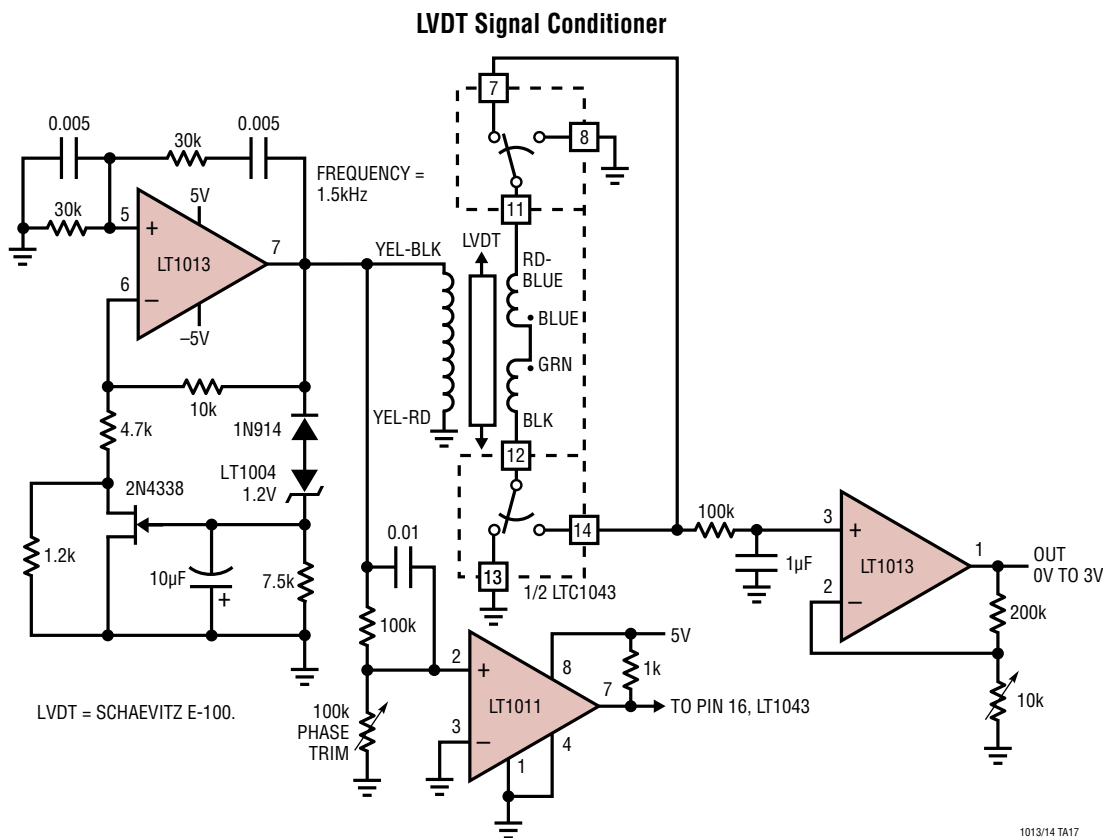 LVDT Signal Conditioner
0.005
30k
0.005
FREQUENCY =
1.5kHz
30k
5
+
5V
LT1013
7
6
–
–5V
10k
4.7k
1N914
LT1004
1.2V
2N4338
1.2k
10µF
+
7.5k
LVDT = SCHAEVITZ E-100.
YEL-BLK
YEL-RD
LVDT
7
8
11
RD-
BLUE
BLUE
GRN
BLK
12
14
13
1/2 LTC1043
0.01
100k
100k
PHASE
TRIM
2
+
3
–
LT1011
8
7
4
1
5V
1k
TO PIN 16, LT1043
100k
1µF
3
+
2
–
LT1013
1
OUT
0V TO 3V
200k
10k
1013/14 TA17